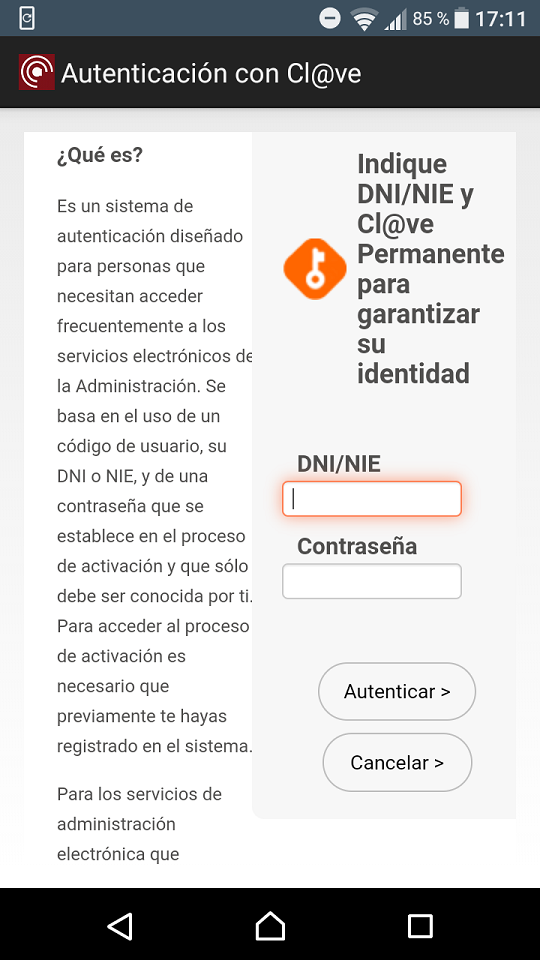 85 % 17:11
Autenticación con Cl@ve
¿Qué es?
Es un sistema de
autenticación diseñado
para personas que
necesitan acceder
frecuentemente a los
servicios electrónicos de
la Administración. Se
basa en el uso de un
código de usuario, su
DNI o NIE, y de una
contraseña que se
establece en el proceso
de activación y que sólo
debe ser conocida por ti.
Para acceder al proceso
de activación es
necesario que
previamente te hayas
registrado en el sistema.
Para los servicios de
administración
electrónica que
Indique
DNI/NIE y
Cl@ve
Permanente
para
garantizar
su
identidad
DNI/NIE
Contraseña
Autenticar >
Cancelar >